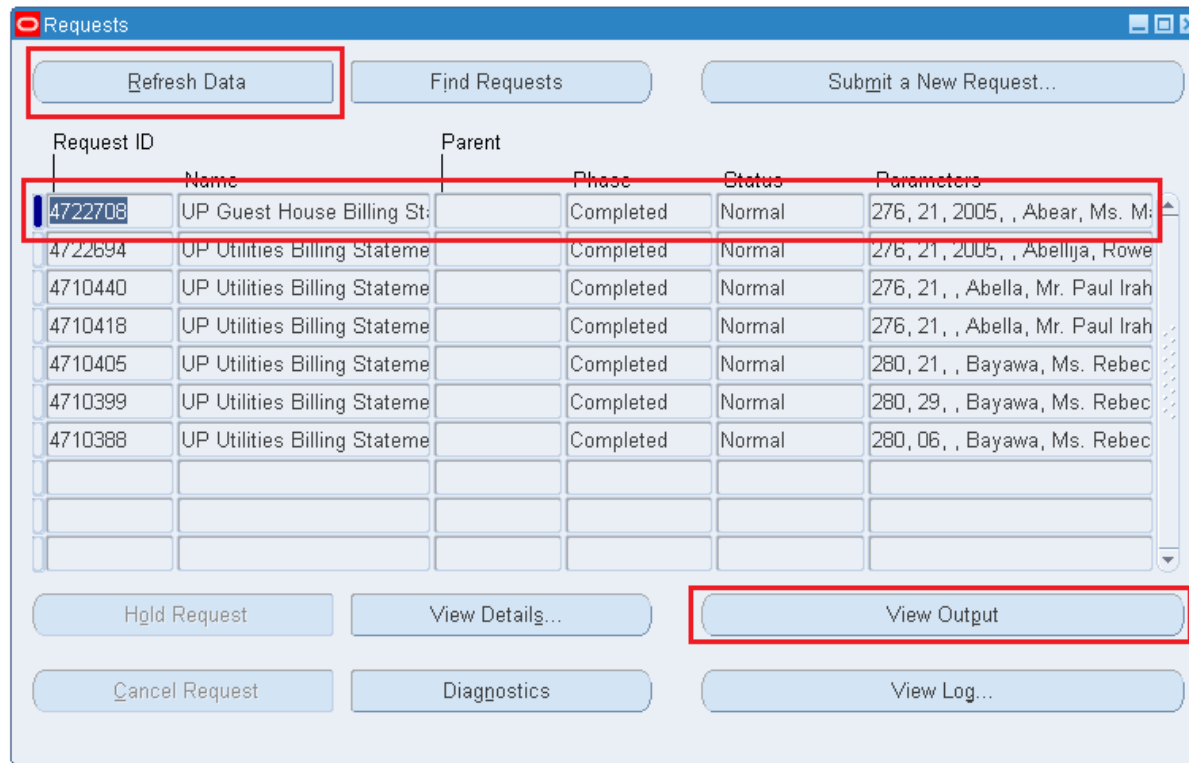 Requests
Refresh Data Find Requests Submit a New Request...
Request ID Parent
Name Phase Status Parameters
4722708 UP Guest House Billing Sta Completed Normal 276, 21, 2005, , Abear, Ms. Ma
4722694 UP Utilities Billing Stateme Completed Normal 276, 21, 2005, , Abellija, Rowe
4710440 UP Utilities Billing Stateme Completed Normal 276, 21, , Abella, Mr. Paul Irah
4710418 UP Utilities Billing Stateme Completed Normal 276, 21, , Abella, Mr. Paul Irah
4710405 UP Utilities Billing Stateme Completed Normal 280, 21, , Bayawa, Ms. Rebec
4710399 UP Utilities Billing Stateme Completed Normal 280, 29, , Bayawa, Ms. Rebec
4710388 UP Utilities Billing Stateme Completed Normal 280, 06, , Bayawa, Ms. Rebec
Hold Request View Details... View Output
Cancel Request Diagnostics View Log...